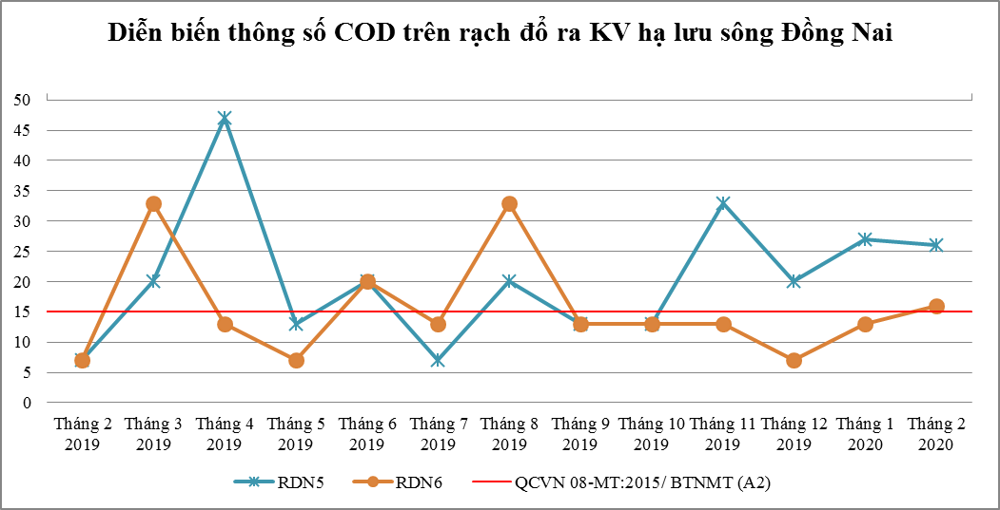 Diễn biến thông số COD trên rạch đổ ra KV hạ lưu sông Đồng Nai
50
45
40
35
30
25
20
15
10
5
0
Tháng 2 Tháng 3 Tháng 4 Tháng 5 Tháng 6 Tháng 7 Tháng 8 Tháng 9 Tháng 10 Tháng 11 Tháng 12 Tháng 1 Tháng 2
2019 2019 2019 2019 2019 2019 2019 2019 2019 2019 2019 2020 2020
RDN5 RDN6 QCVN 08-MT:2015/ BTNMT (A2)